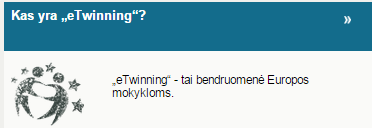 Kas yra „eTwinning“? »
„eTwinning“ - tai bendruomenė Europos
mokykloms.